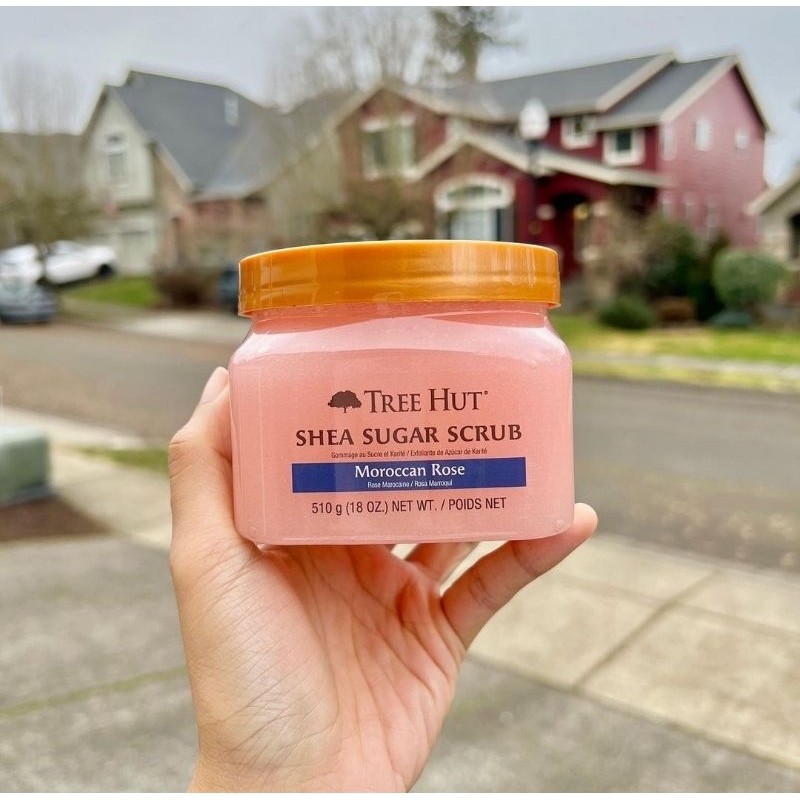 TREE HUT®
SHEA SUGAR SCRUB
Gommage au Sucre et Karité / Exfoliante de Azúcar de Karité
Moroccan Rose
Rose Marocaine / Rosa Marroquí
510 g (18 OZ.) NET WT. / POIDS NET